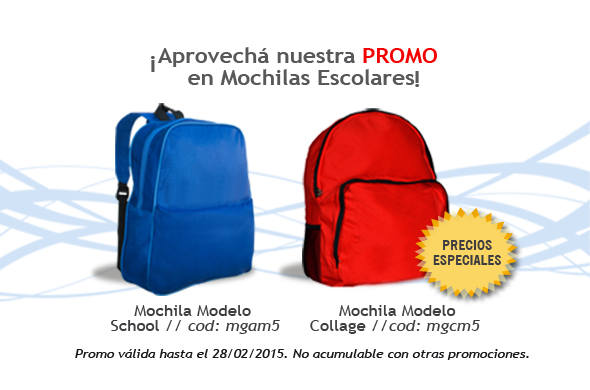 ¡Aprovechá nuestra PROMO
en Mochilas Escolares!
PRECIOS
ESPECIALES
Mochila Modelo
School // cod: mgam5
Mochila Modelo
Collage //cod: mgcm5
Promo válida hasta el 28/02/2015. No acumulable con otras promociones.